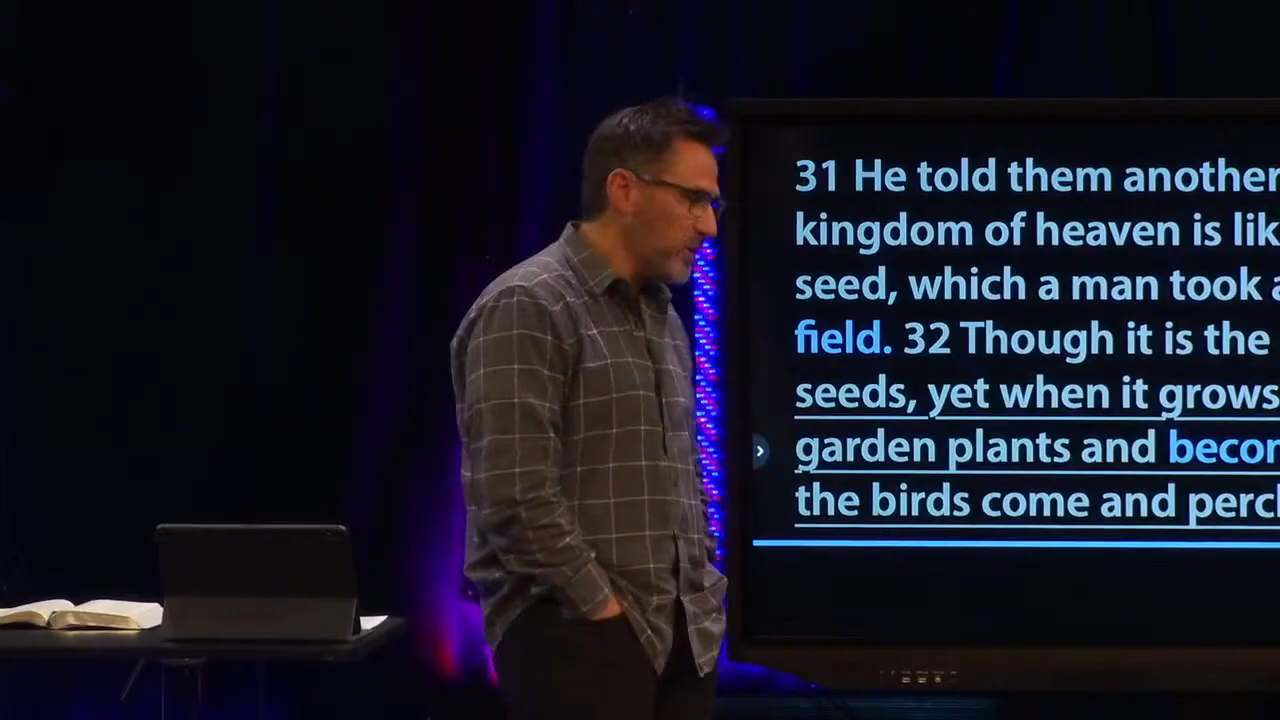 31 He told them another
kingdom of heaven is lik
seed, which a man took a
field. 32 Though it is the
seeds, yet when it grows
garden plants and becom
the birds come and perch